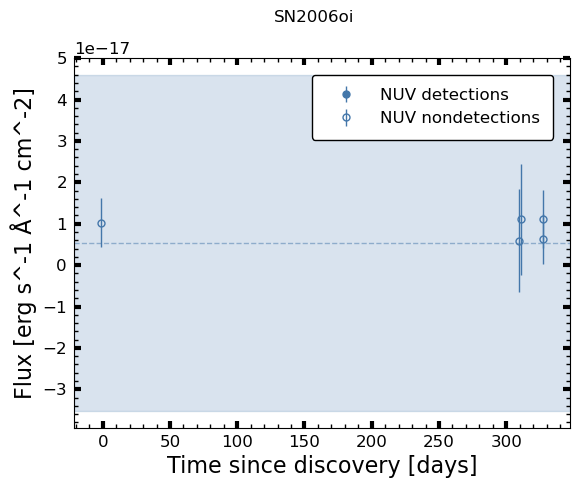 SN2006oi
1e−17
5
4
3
2
1
0
−1
−2
−3
Flux [erg s^-1 Å^-1 cm^-2]
NUV detections
NUV nondetections
0 50 100 150 200 250 300
Time since discovery [days]